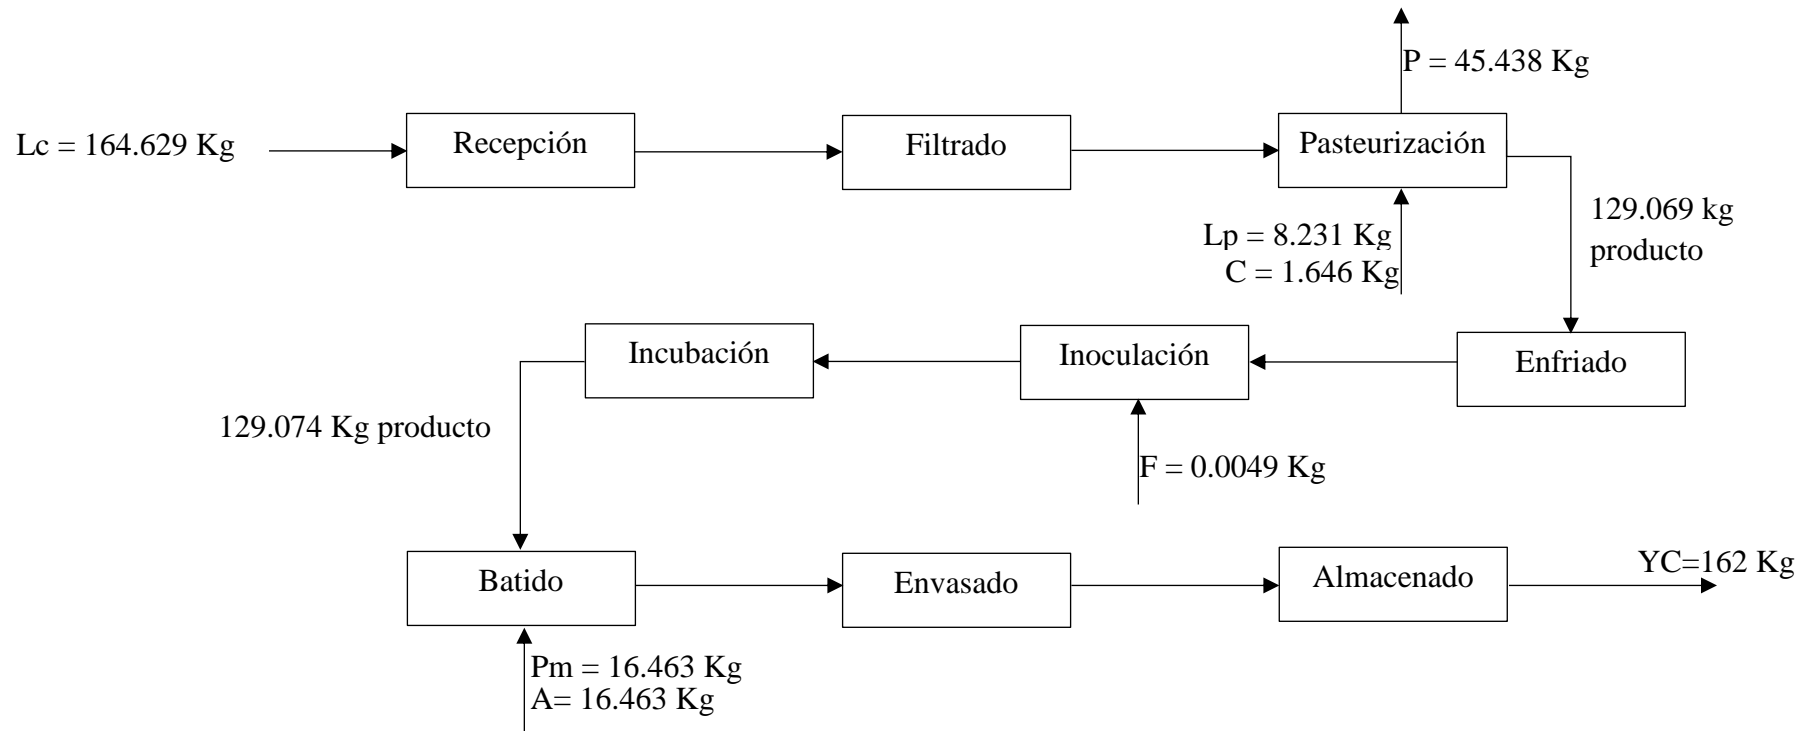 P = 45.438 Kg
Lc = 164.629 Kg
Recepción
Filtrado
Pasteurización
129.069 kg
producto
Lp = 8.231 Kg
C = 1.646 Kg
Incubación
Inoculación
Enfriado
129.074 Kg producto
F = 0.0049 Kg
Batido
Envasado
Almacenado
YC=162 Kg
Pm = 16.463 Kg
A= 16.463 Kg